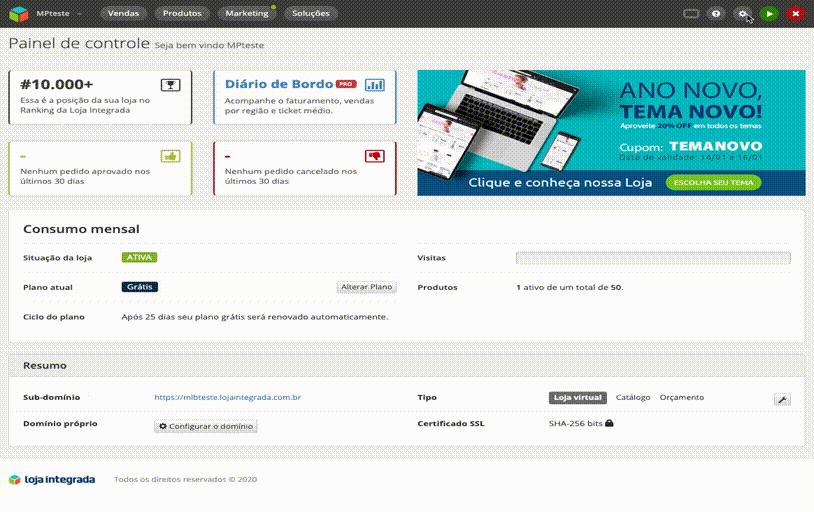 MPteste
Vendas
Produtos
Marketing
Soluções
Painel de controle Seja bem vindo MPteste
#10.000+
Essa é a posição da sua loja no
Ranking da Loja Integrada
Diário de Bordo PRO
Acompanhe o faturamento, vendas
por região e ticket médio.
-
Nenhum pedido aprovado nos
últimos 30 dias
-
Nenhum pedido cancelado nos
últimos 30 dias
ANO NOVO,
TEMA NOVO!
Aproveite 20% OFF em todos os temas
Cupom: TEMANOVO
Data de validade: 14/01 a 16/01
Clique e conheça nossa Loja
ESCOLHA SEU TEMA
Consumo mensal
Situação da loja ATIVA
Visitas
Plano atual Grátis Alterar Plano
Produtos 1 ativo de um total de 50.
Ciclo do plano Após 25 dias seu plano grátis será renovado automaticamente.
Resumo
Sub-domínio https://mlbteste.lojaintegrada.com.br
Tipo Loja virtual Catálogo Orçamento
Domínio próprio Configurar o domínio
Certificado SSL SHA-256 bits
loja integrada Todos os direitos reservados © 2020